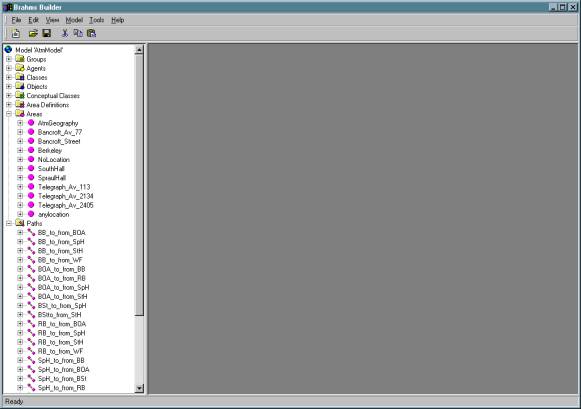 Brahms Builder
File Edit View Model Tools Help
Model 'AtmModel'
Groups
Agents
Classes
Objects
Conceptual Classes
Area Definitions
Areas
AtmGeography
Bancroft_Av_77
Bancroft_Street
Berkeley
NoLocation
SouthHall
SpraulHall
Telegraph_Av_113
Telegraph_Av_2134
Telegraph_Av_2405
anylocation
Paths
BB_to_from_BOA
BB_to_from_SpH
BB_to_from_StH
BB_to_from_WF
BOA_to_from_BB
BOA_to_from_RB
BOA_to_from_SpH
BOA_to_from_StH
BSt_to_from_SpH
BStto_from_StH
RB_to_from_BOA
RB_to_from_SpH
RB_to_from_StH
RB_to_from_WF
SpH_to_from_BB
SpH_to_from_BOA
SpH_to_from_BSt
SpH_to_from_RB
Ready